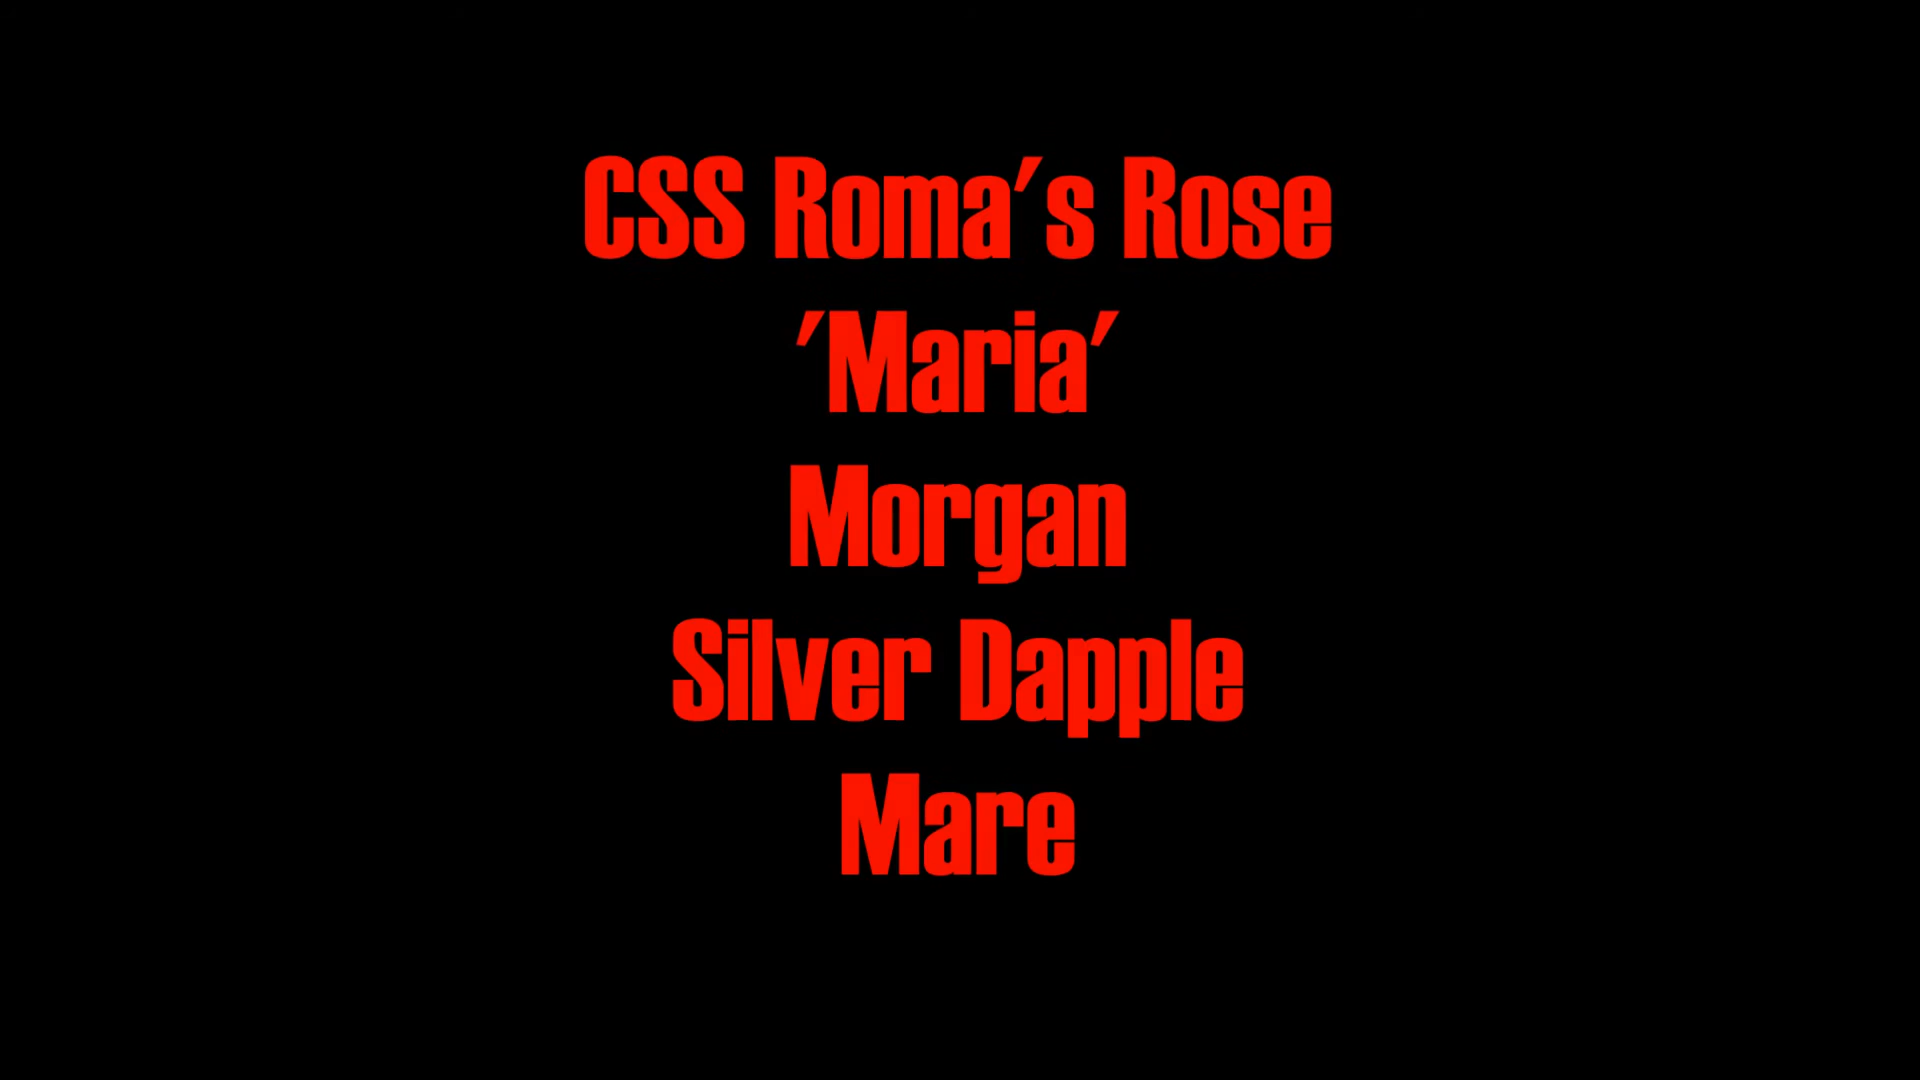 CSS Roma's Rose
'Maria'
Morgan
Silver Dapple
Mare